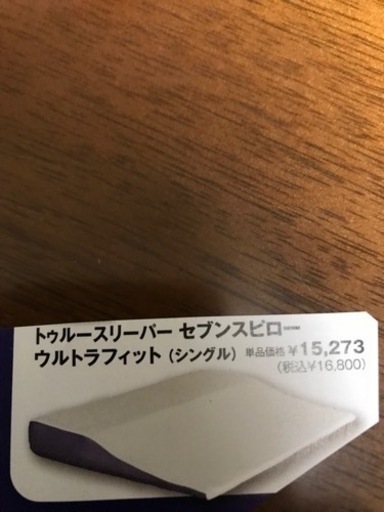 トゥルースリーパー セブンスピロー
ウルトラフィット (シングル) 単品価格 ¥15,273
(税込¥16,800)